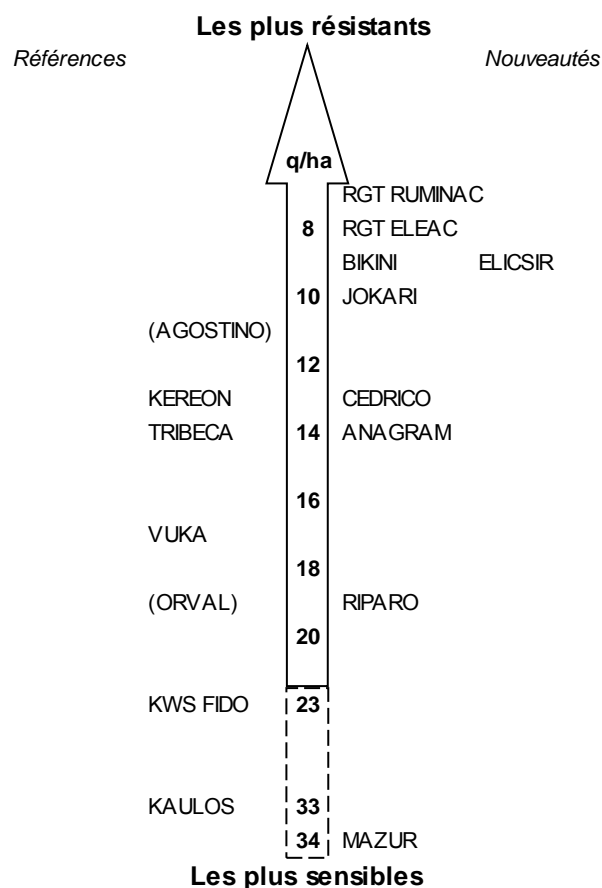 Les plus résistants
Références Nouveautés
q/ha
RGT RUMINAC
8 RGT ELEAC
BIKINI ELICSIR
10 JOKARI
(AGOSTINO)
12
KEREON CEDRICO
TRIBECA 14 ANAGRAM
16
VUKA
18
(ORVAL) RIPARO
20
KWS FIDO 23
KAULOS 33
34 MAZUR
Les plus sensibles